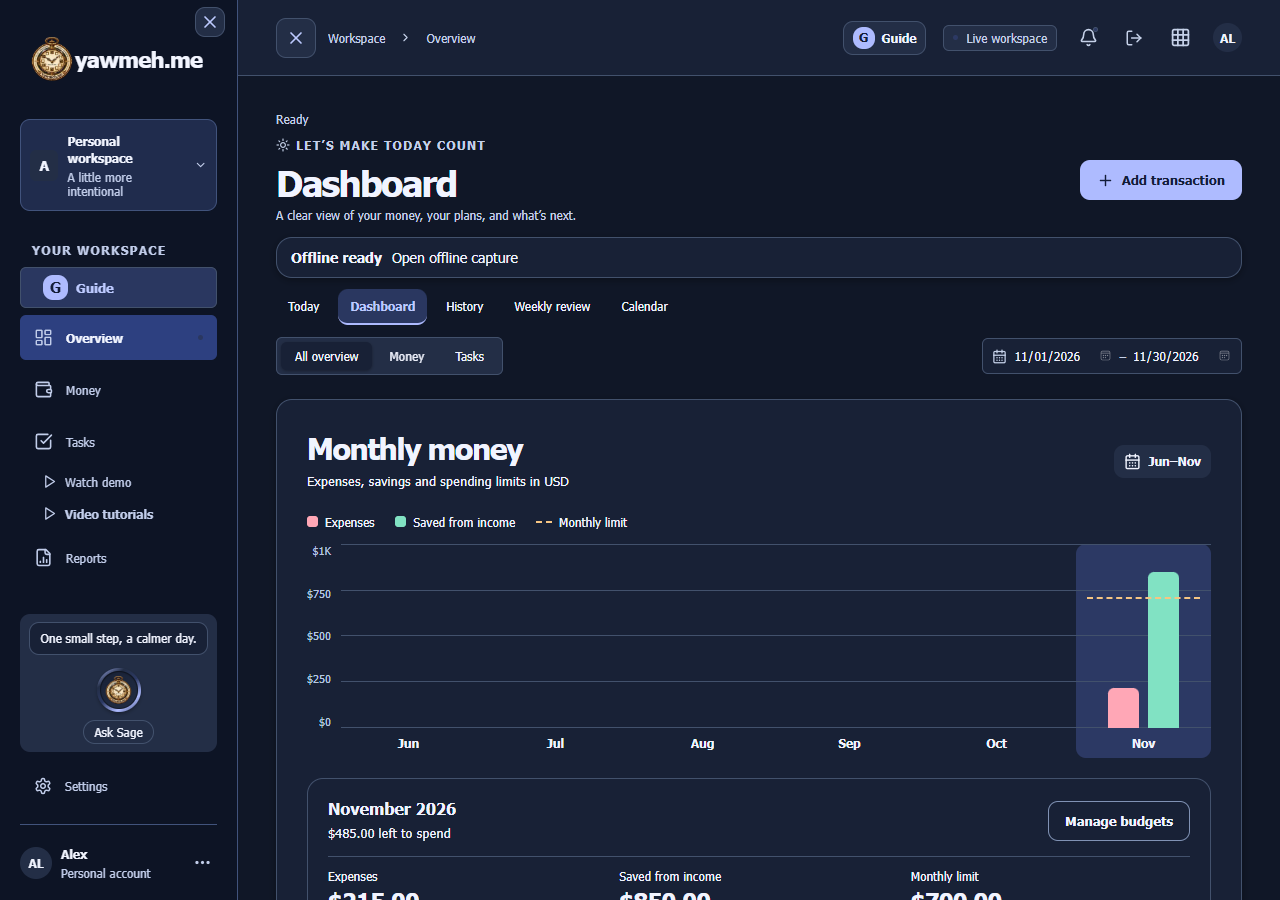 yawmeh.me
A
Personal
workspace
A little more
intentional
YOUR WORKSPACE
G Guide
Overview
Money
Tasks
Watch demo
Video tutorials
Reports
One small step, a calmer day.
Ask Sage
Settings
AL
Alex
Personal account
Workspace > Overview
G Guide
Live workspace
AL
Ready
LET'S MAKE TODAY COUNT
Dashboard
A clear view of your money, your plans, and what's next.
+ Add transaction
Offline ready Open offline capture
Today Dashboard History Weekly review Calendar
All overview Money Tasks
11/01/2026 – 11/30/2026
Monthly money
Expenses, savings and spending limits in USD
Jun–Nov
Expenses Saved from income Monthly limit
$1K
$750
$500
$250
$0
Jun Jul Aug Sep Oct Nov
November 2026
$485.00 left to spend
Manage budgets
Expenses Saved from income Monthly limit
$215.00 $850.00 $700.00